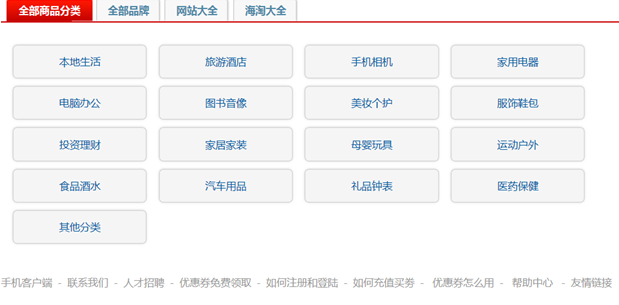 全部商品分类 全部品牌 网站大全 海淘大全
本地生活 旅游酒店 手机相机 家用电器
电脑办公 图书音像 美妆个护 服饰鞋包
投资理财 家居家装 母婴玩具 运动户外
食品酒水 汽车用品 礼品钟表 医药保健
其他分类
手机客户端 - 联系我们 - 人才招聘 - 优惠券免费领取 - 如何注册和登陆 - 如何充值买劵 - 优惠券怎么用 - 帮助中心 - 友情链接